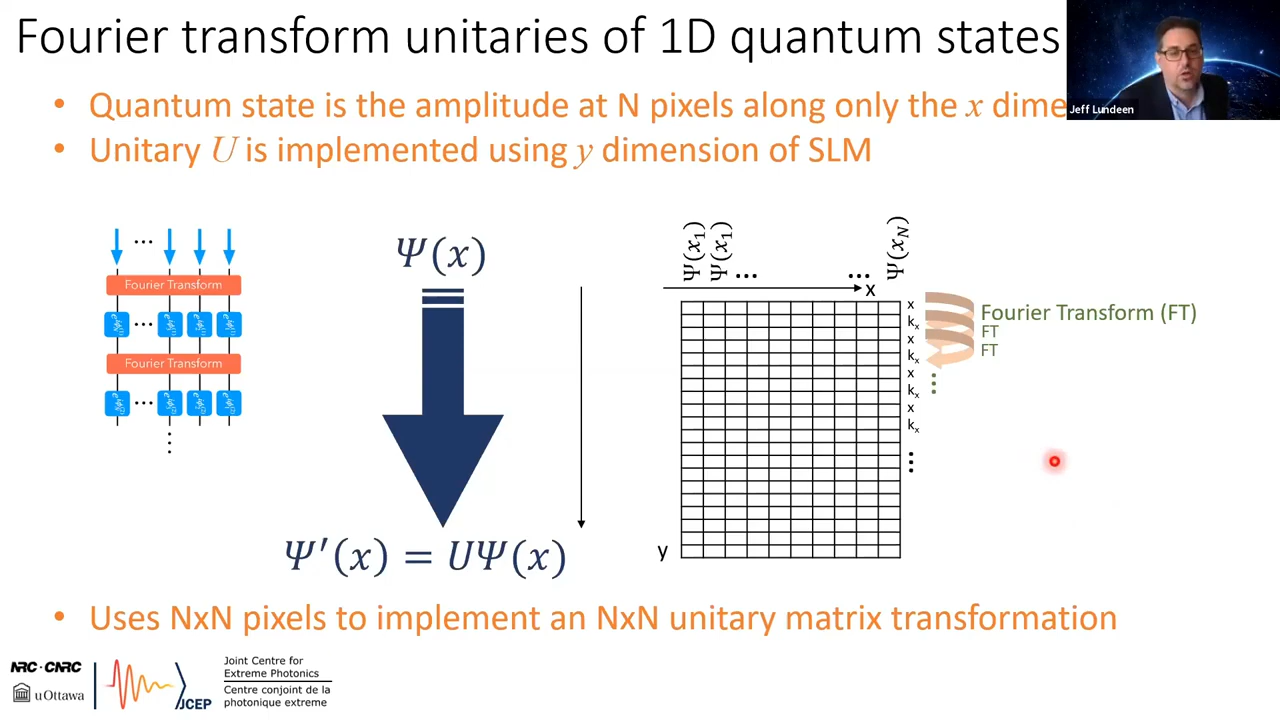 Fourier transform unitaries of 1D quantum states
Jeff Lundeen
• Quantum state is the amplitude at N pixels along only the x dime
• Unitary U is implemented using y dimension of SLM
...
Fourier Transform
...
Fourier Transform
...
Ψ(x)
Ψ′(x) = UΨ(x)
Ψ(x₁)
Ψ(x₁)
... ...
Ψ(x_N)
x
x
kₓ
x
kₓ
x
kₓ
x
kₓ
Fourier Transform (FT)
FT
FT
y
• Uses NxN pixels to implement an NxN unitary matrix transformation
NRC·CNRC
uOttawa
JCEP
Joint Centre for
Extreme Photonics
Centre conjoint de la
photonique extreme